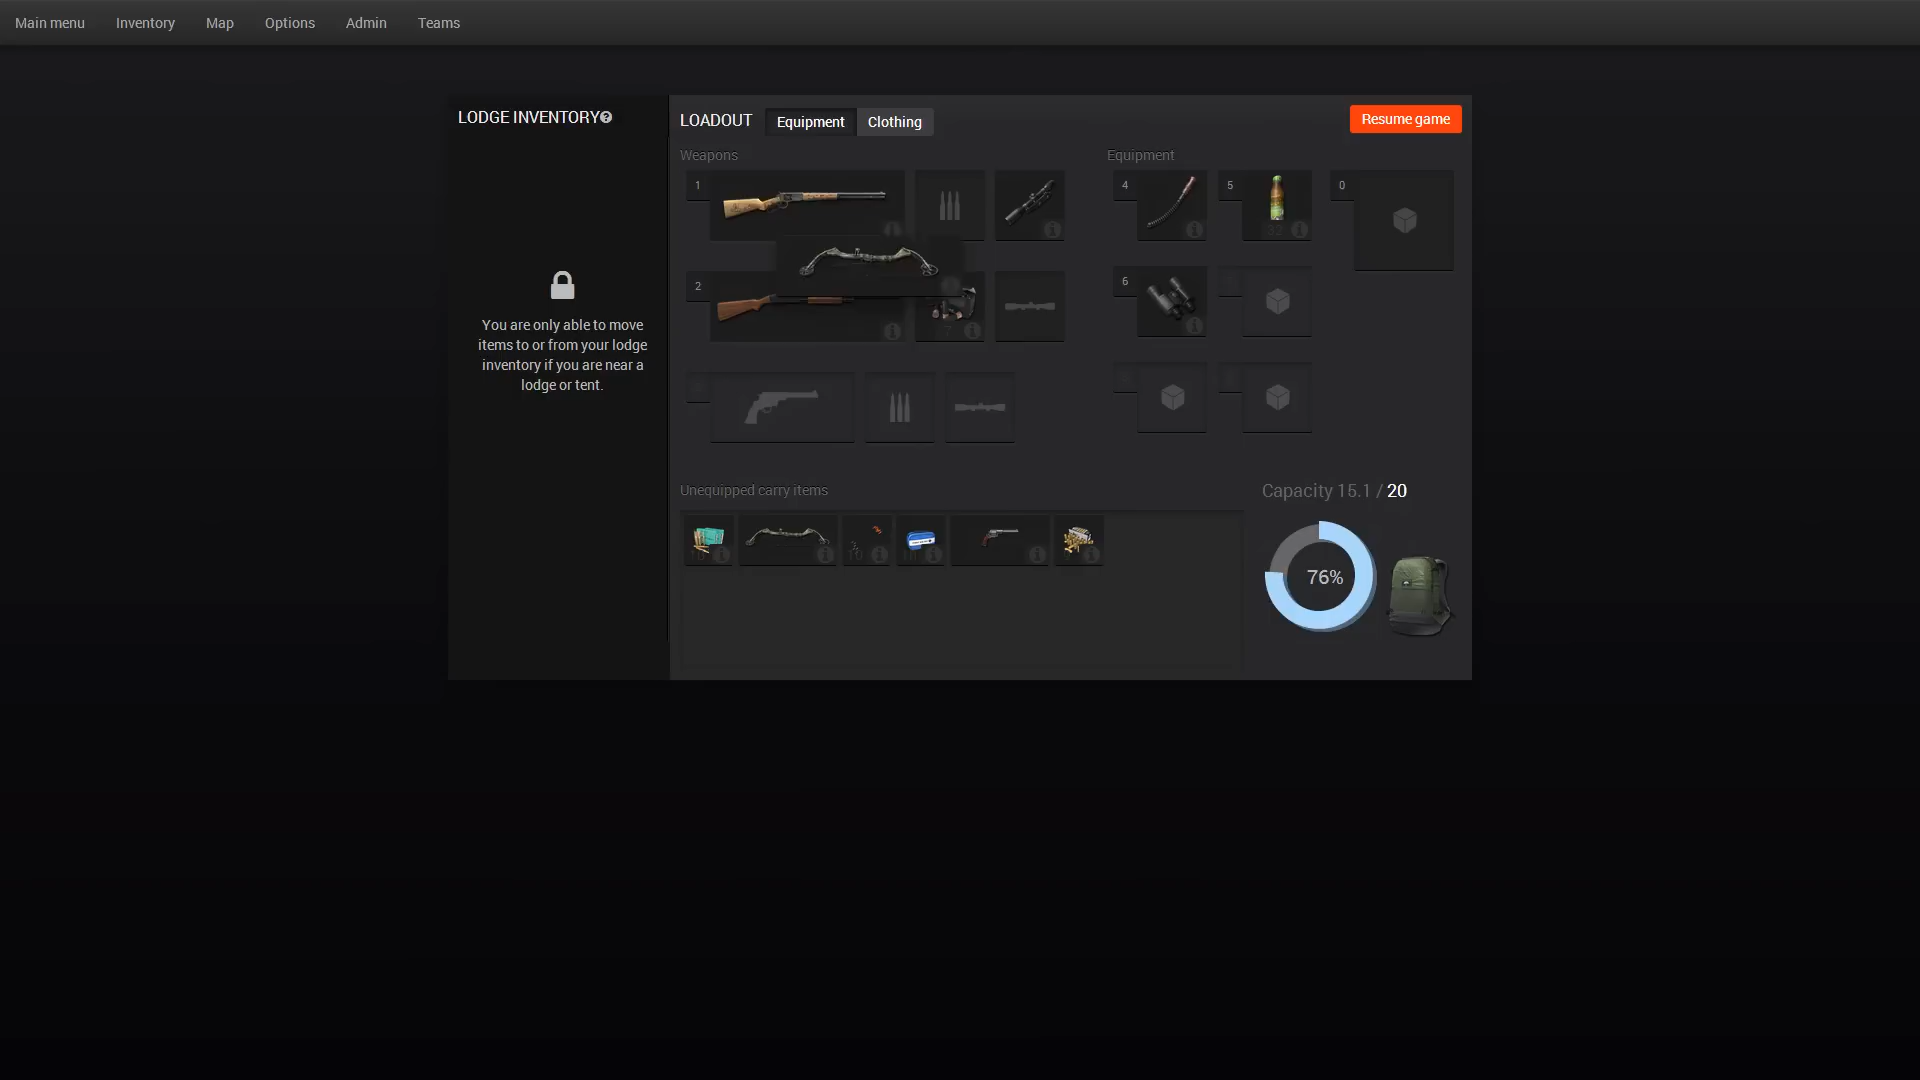 Main menu Inventory Map Options Admin Teams
LODGE INVENTORY
LOADOUT Equipment Clothing Resume game
Weapons Equipment
1 4 5 0
32
2 6
7
You are only able to move
items to or from your lodge
inventory if you are near a
lodge or tent.
Unequipped carry items Capacity 15.1 / 20
76%